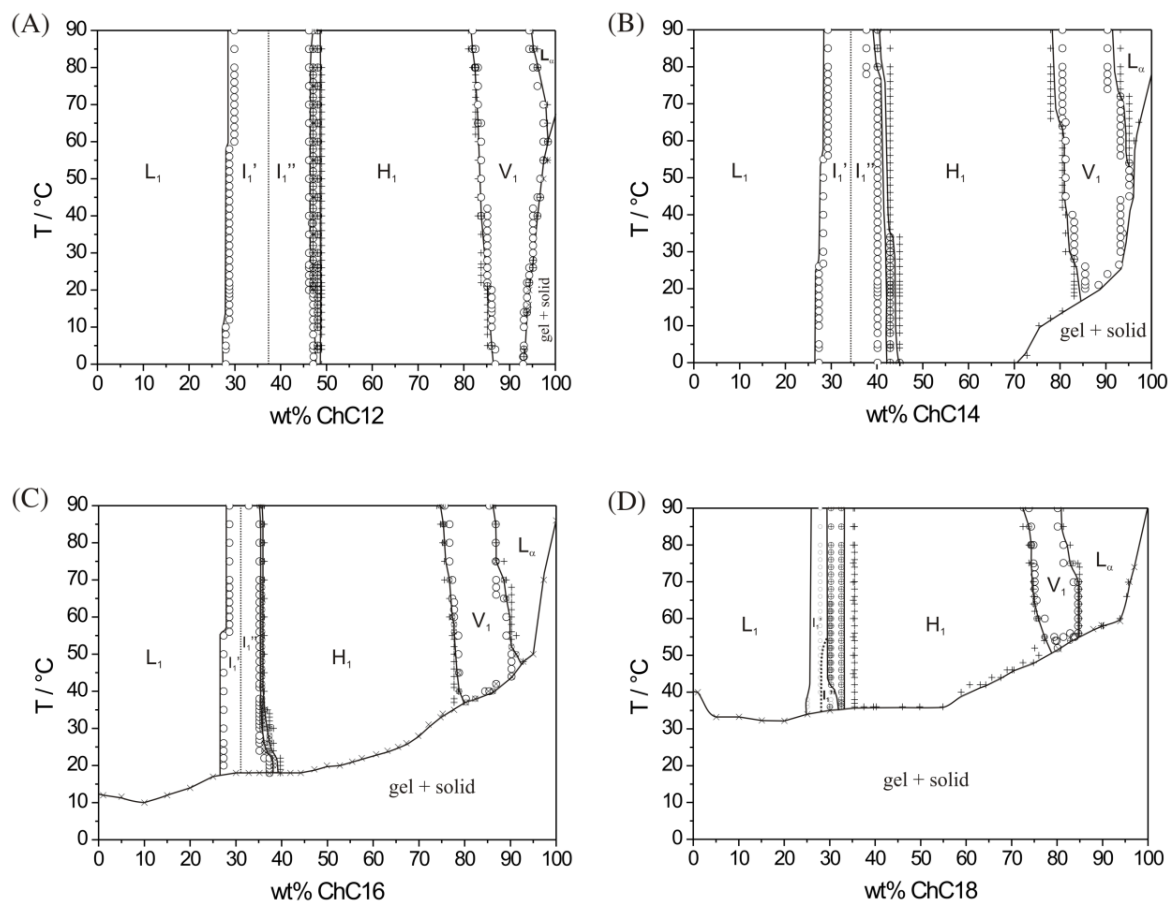 (A)
T / °C
90
80
70
60
50
40
30
20
10
0
L₁
I₁’
I₁’’
H₁
V₁
Lα
gel + solid
0 10 20 30 40 50 60 70 80 90 100
wt% ChC12
(B)
T / °C
90
80
70
60
50
40
30
20
10
0
L₁
I₁’
I₁’’
H₁
V₁
Lα
gel + solid
0 10 20 30 40 50 60 70 80 90 100
wt% ChC14
(C)
T / °C
90
80
70
60
50
40
30
20
10
0
L₁
I₁’
I₁’’
H₁
V₁
Lα
gel + solid
0 10 20 30 40 50 60 70 80 90 100
wt% ChC16
(D)
T / °C
90
80
70
60
50
40
30
20
10
0
L₁
H₁
V₁
Lα
gel + solid
0 10 20 30 40 50 60 70 80 90 100
wt% ChC18